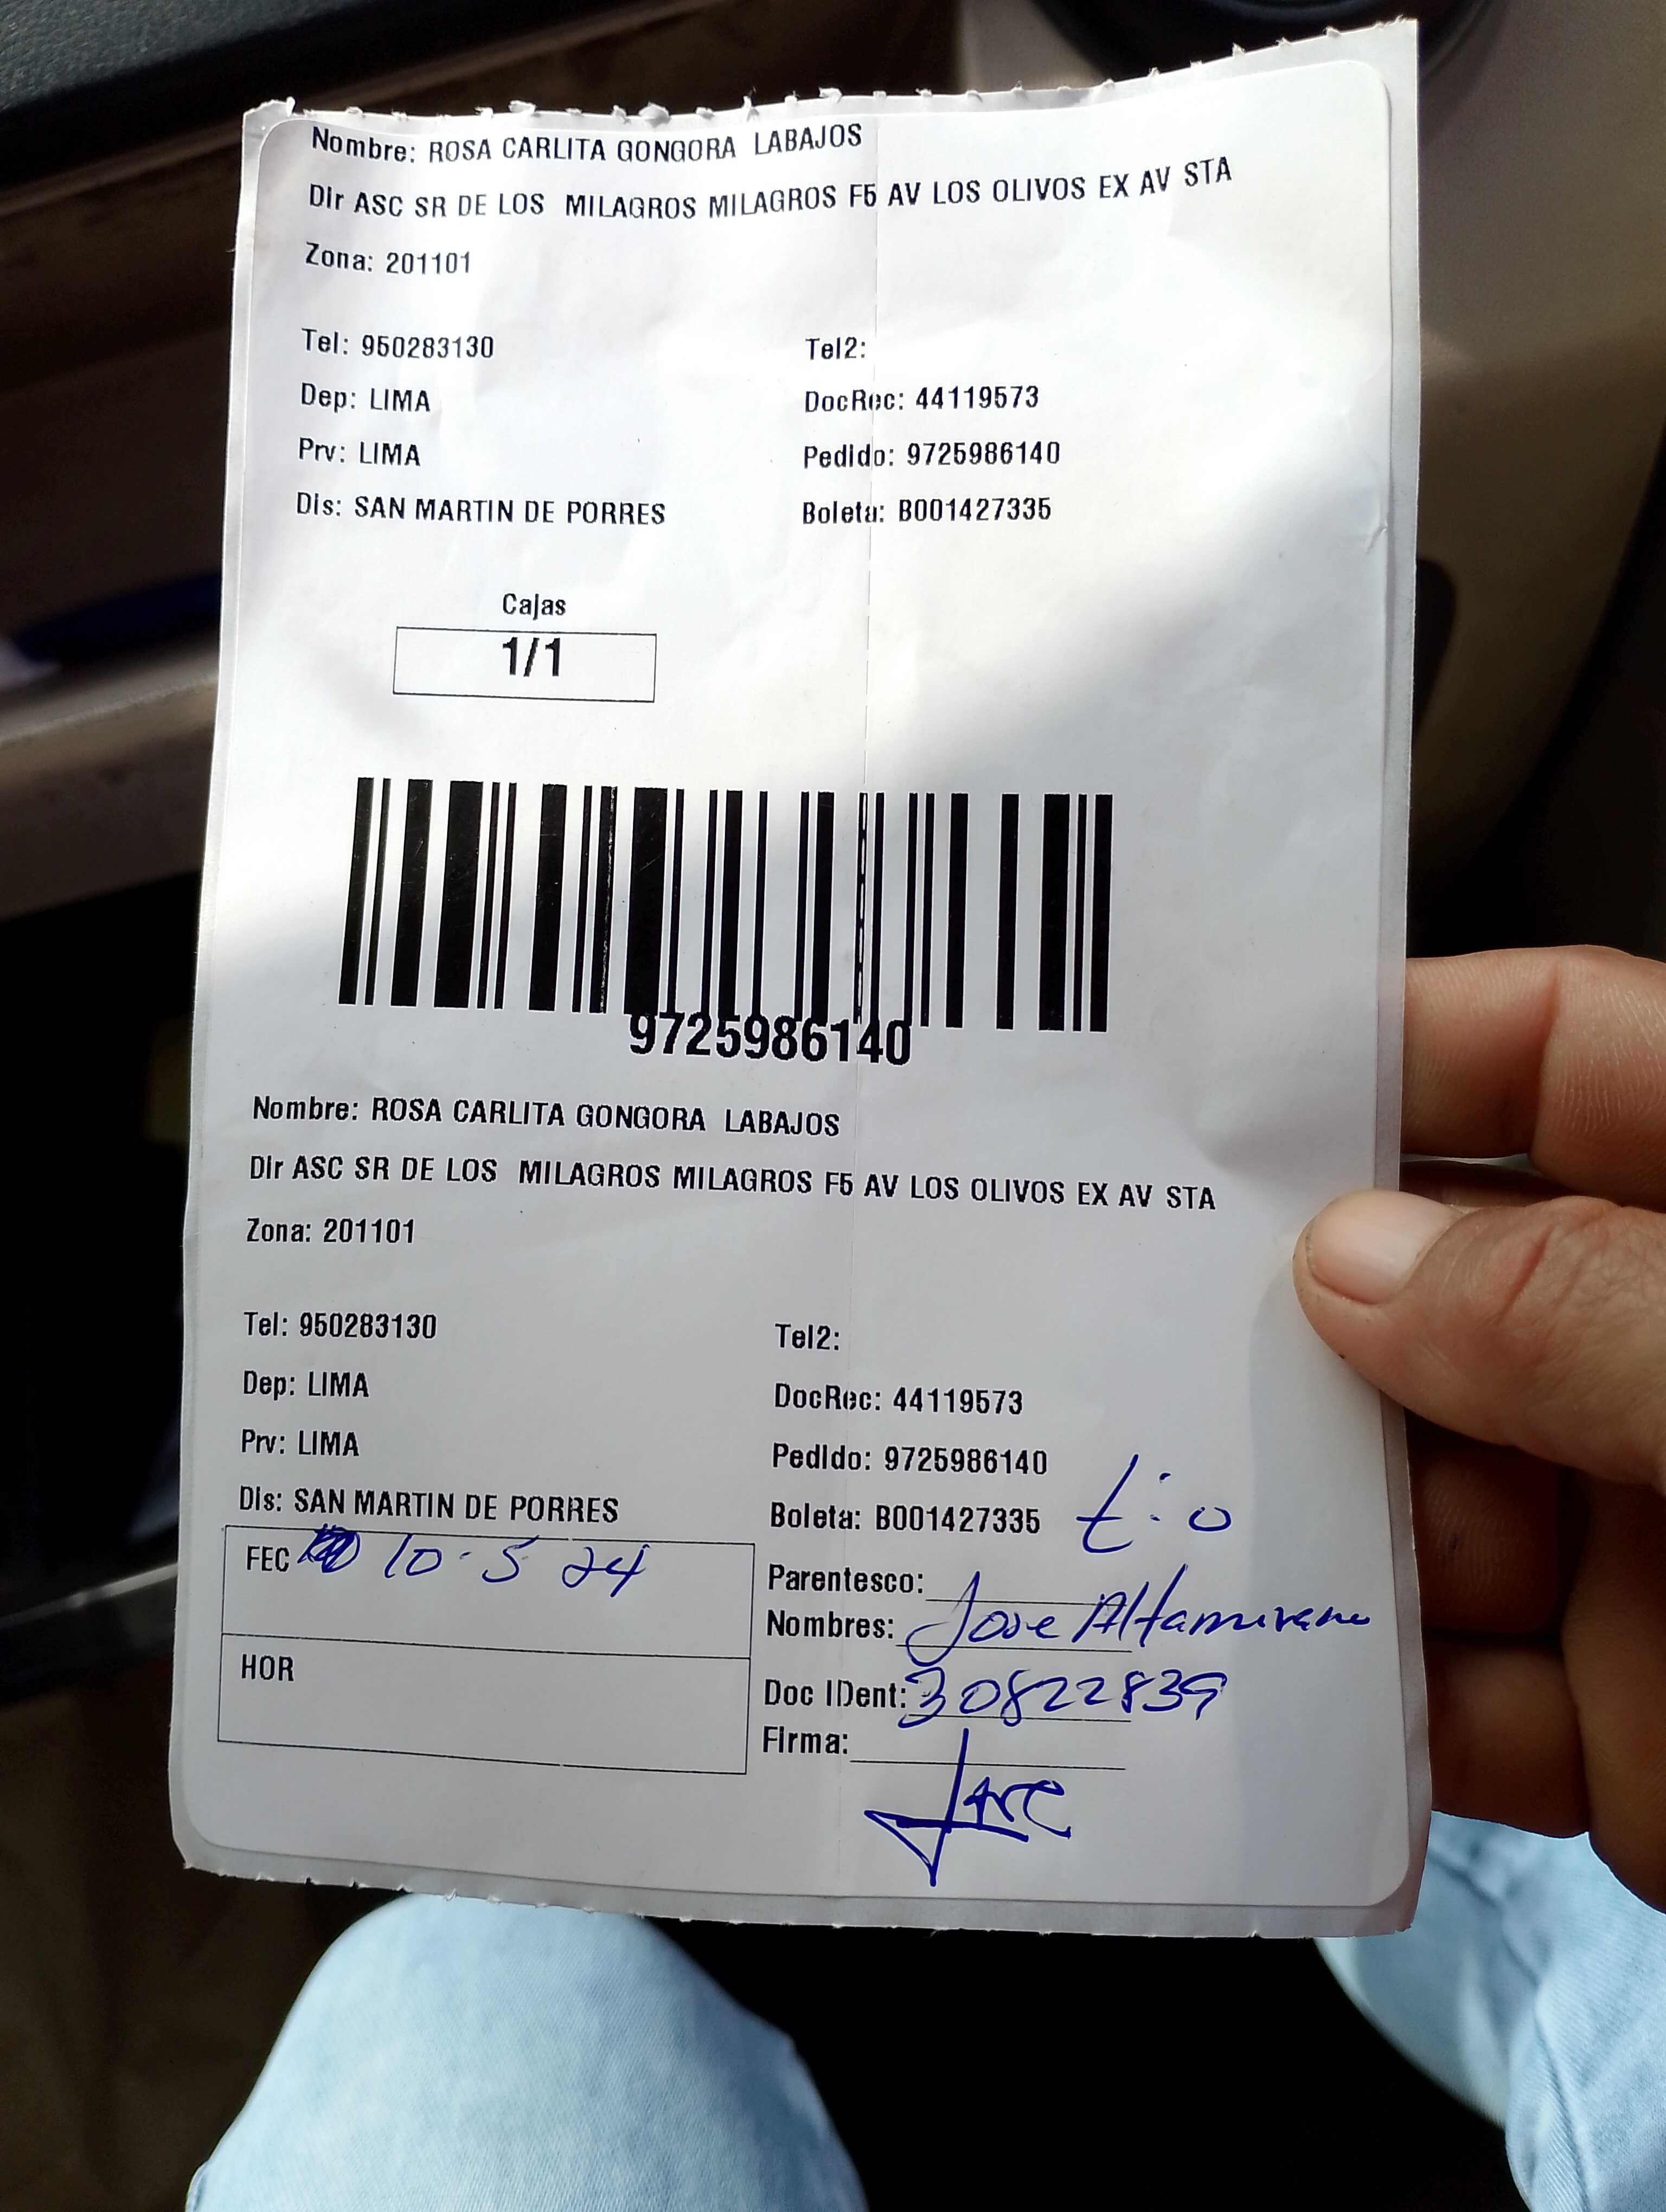 Nombre: ROSA CARLITA GONGORA LABAJOS
Dir ASC SR DE LOS MILAGROS MILAGROS F5 AV LOS OLIVOS EX AV STA
Zona: 201101
Tel: 950283130 Tel2:
Dep: LIMA DocRec: 44119573
Prv: LIMA Pedido: 9725986140
Dis: SAN MARTIN DE PORRES Boleta: B001427335
Cajas
1/1
9725986140
Nombre: ROSA CARLITA GONGORA LABAJOS
Dir ASC SR DE LOS MILAGROS MILAGROS F5 AV LOS OLIVOS EX AV STA
Zona: 201101
Tel: 950283130 Tel2:
Dep: LIMA DocRec: 44119573
Prv: LIMA Pedido: 9725986140
Dis: SAN MARTIN DE PORRES Boleta: B001427335
FEC 10-5 24
HOR
Parentesco: tio
Nombres: Jose Altamirano
Doc IDent: 30822839
Firma: Jose